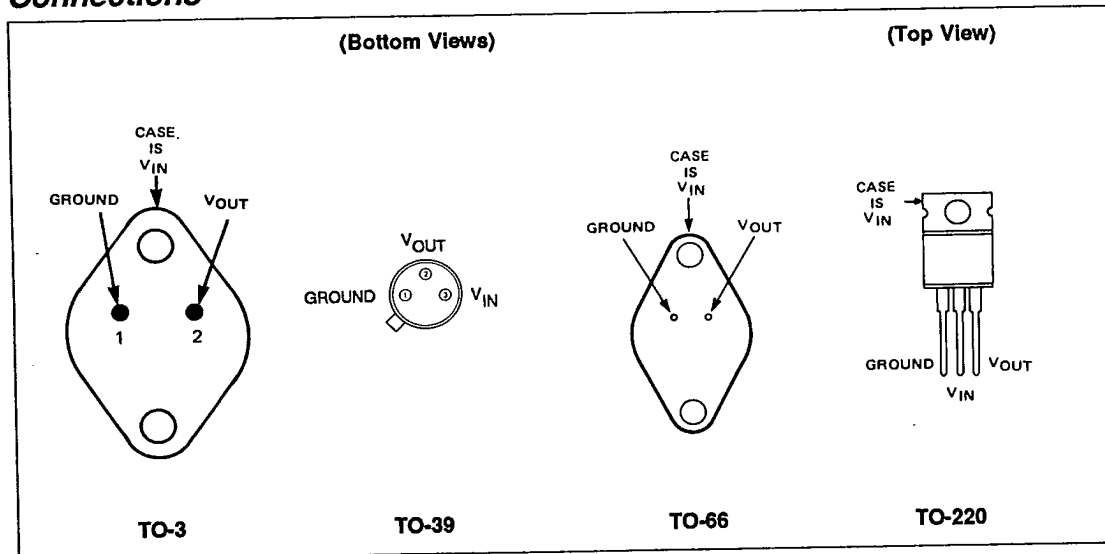 Connections
(Bottom Views)
(Top View)
CASE
IS
VIN
GROUND
VOUT
1
2
TO-3
VOUT
GROUND
VIN
1
2
3
TO-39
CASE
IS
VIN
GROUND
VOUT
TO-66
CASE
IS
VIN
GROUND
VIN
VOUT
TO-220